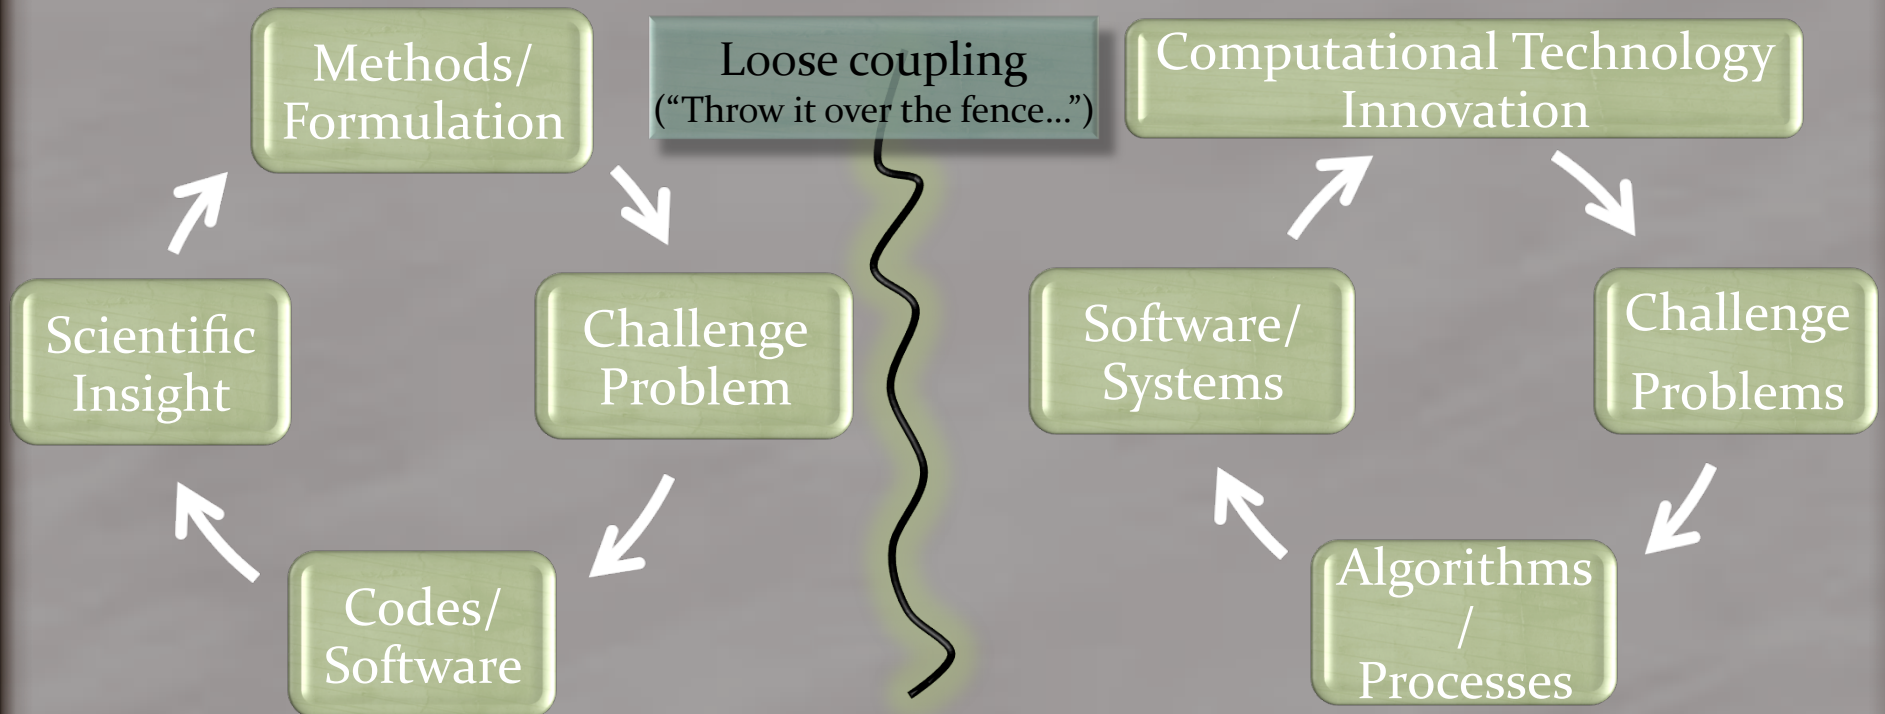 Methods/
Formulation
Loose coupling
(“Throw it over the fence...”)
Computational Technology
Innovation
Scientific
Insight
Challenge
Problem
Software/
Systems
Challenge
Problems
Codes/
Software
Algorithms
/
Processes